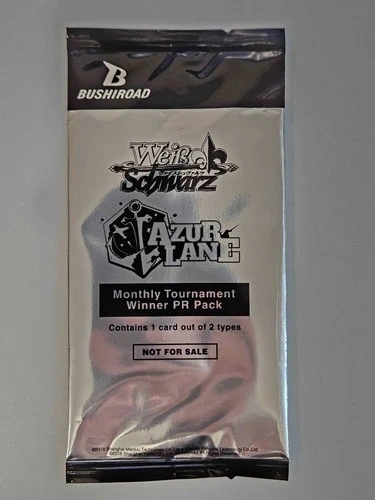 B
BUSHIROAD
Weiß
ヴァイスシュヴァルツ
Schwarz
AZUR
LANE
Monthly Tournament
Winner PR Pack
Contains 1 card out of 2 types
NOT FOR SALE